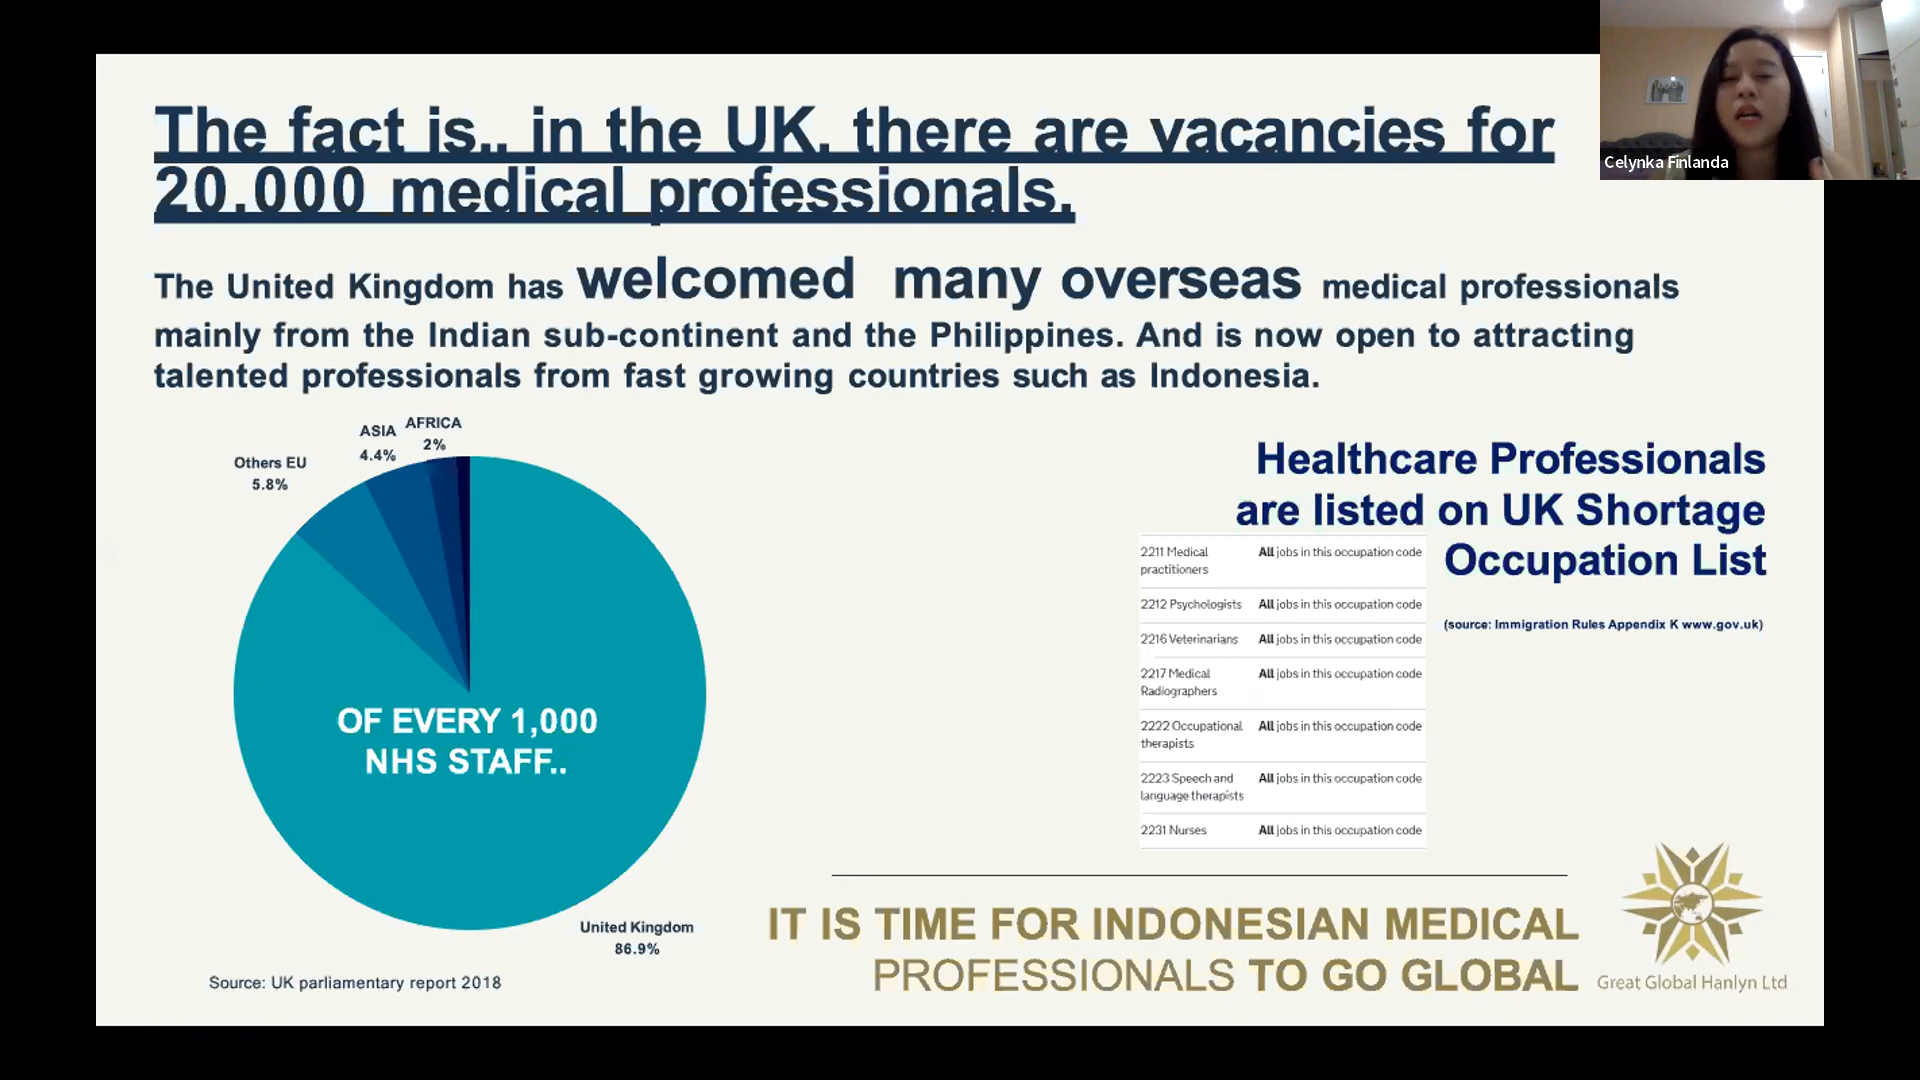 The fact is.. in the UK, there are vacancies for
20.000 medical professionals.
Celynka Finlanda
The United Kingdom has welcomed many overseas medical professionals
mainly from the Indian sub-continent and the Philippines. And is now open to attracting
talented professionals from fast growing countries such as Indonesia.
AFRICA
2%
ASIA
4.4%
Others EU
5.8%
OF EVERY 1,000
NHS STAFF..
United Kingdom
86.9%
Source: UK parliamentary report 2018
Healthcare Professionals
are listed on UK Shortage
Occupation List
(source: Immigration Rules Appendix K www.gov.uk)
2211 Medical All jobs in this occupation code
practitioners
2212 Psychologists All jobs in this occupation code
2216 Veterinarians All jobs in this occupation code
2217 Medical All jobs in this occupation code
Radiographers
2222 Occupational All jobs in this occupation code
therapists
2223 Speech and All jobs in this occupation code
language therapists
2231 Nurses All jobs in this occupation code
IT IS TIME FOR INDONESIAN MEDICAL
PROFESSIONALS TO GO GLOBAL
Great Global Hanlyn Ltd